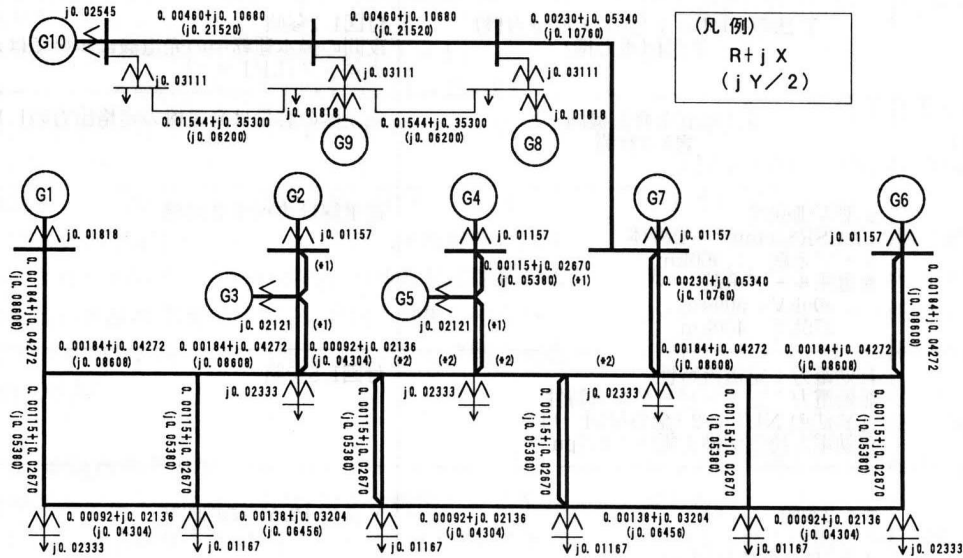 j0.02545
0.00460+j0.10680
(j0.21520)
0.00460+j0.10680
(j0.21520)
0.00230+j0.05340
(j0.10760)
(凡 例)
R+jX
(jY/2)
G10
j0.03111
j0.03111
j0.01818
j0.01818
0.01544+j0.35300
(j0.06200)
0.01544+j0.35300
(j0.06200)
G9
G8
G1
G2
G4
G7
G6
j0.01818
j0.01157
j0.01157
j0.01157
j0.01157
(*1)
0.00115+j0.02670
(j0.05380)
(*1)
0.00230+j0.05340
(j0.10760)
0.00184+j0.04272
(j0.08608)
0.00184+j0.04272
(j0.08608)
G3
G5
j0.02121
(*1)
j0.02121
(*1)
0.00184+j0.04272
(j0.08608)
0.00184+j0.04272
(j0.08608)
0.00092+j0.02136
(j0.04304)
(*2)
(*2)
(*2)
0.00184+j0.04272
(j0.08608)
0.00184+j0.04272
(j0.08608)
j0.02333
j0.02333
j0.02333
0.00115+j0.02670
(j0.05380)
0.00115+j0.02670
(j0.05380)
0.00115+j0.02670
(j0.05380)
0.00115+j0.02670
(j0.05380)
0.00115+j0.02670
(j0.05380)
0.00115+j0.02670
(j0.05380)
0.00092+j0.02136
(j0.04304)
0.00138+j0.03204
(j0.06456)
0.00092+j0.02136
(j0.04304)
0.00138+j0.03204
(j0.06456)
0.00092+j0.02136
(j0.04304)
j0.02333
j0.01167
j0.01167
j0.01167
j0.01167
j0.02333